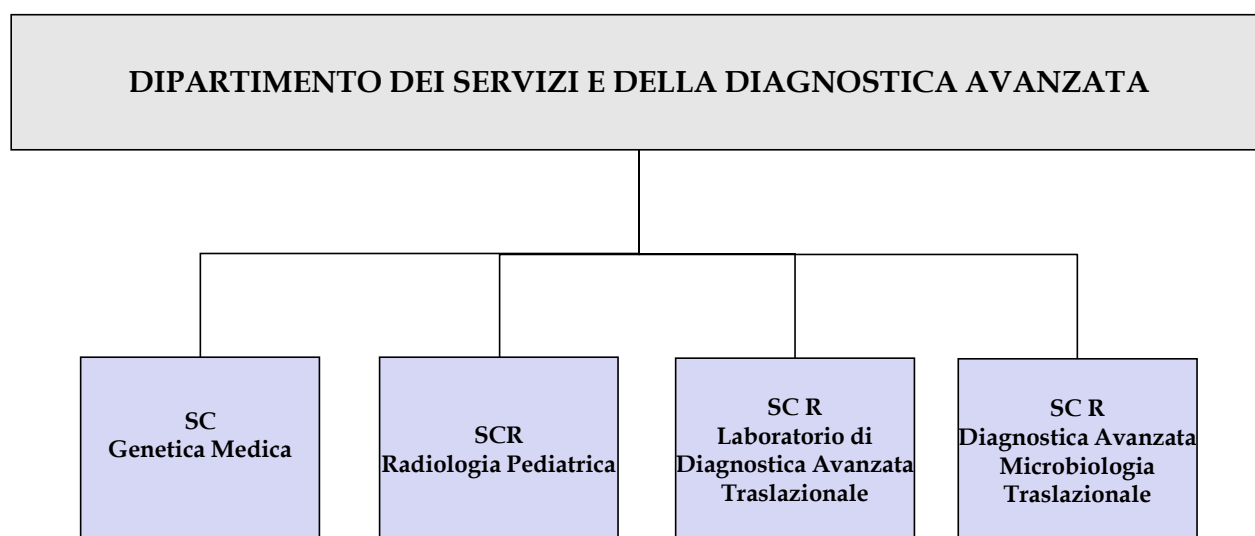 DIPARTIMENTO DEI SERVIZI E DELLA DIAGNOSTICA AVANZATA
SC
Genetica Medica
SCR
Radiologia Pediatrica
SC R
Laboratorio di
Diagnostica Avanzata
Traslazionale
SC R
Diagnostica Avanzata
Microbiologia
Traslazionale